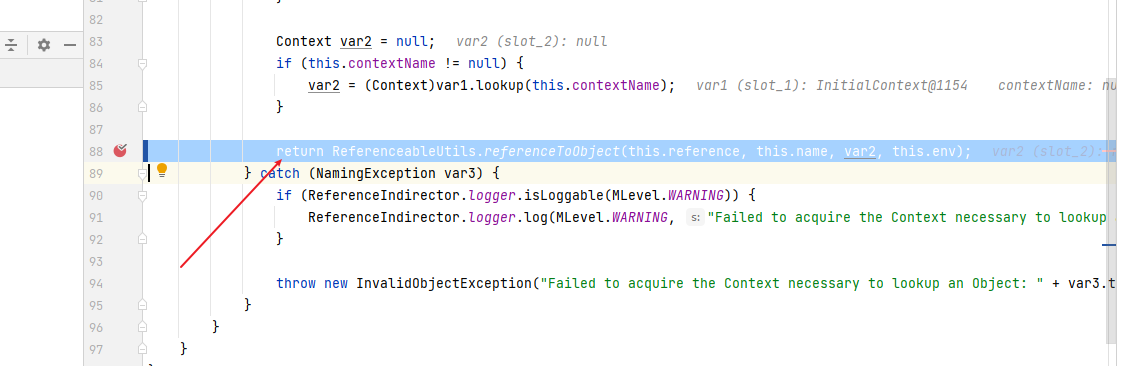 82
83 Context var2 = null; var2 (slot_2): null
84 if (this.contextName != null) {
85 var2 = (Context)var1.lookup(this.contextName); var1 (slot_1): InitialContext@1154 contextName: nu
86 }
87
88 return ReferenceableUtils.referenceToObject(this.reference, this.name, var2, this.env); var2 (slot_2):
89 } catch (NamingException var3) {
90 if (ReferenceIndirector.logger.isLoggable(MLevel.WARNING)) {
91 ReferenceIndirector.logger.log(MLevel.WARNING, s: "Failed to acquire the Context necessary to lookup
92 }
93
94 throw new InvalidObjectException("Failed to acquire the Context necessary to lookup an Object: " + var3.t
95 }
96 }
97 }